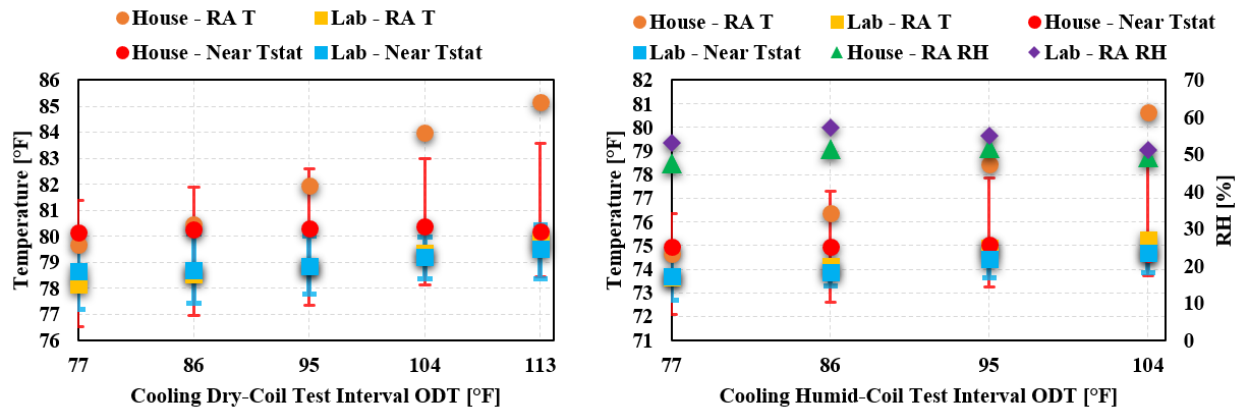 House - RA T Lab - RA T
House - Near Tstat Lab - Near Tstat
86
85
84
83
82
81
80
79
78
77
76
Temperature [°F]
77 86 95 104 113
Cooling Dry-Coil Test Interval ODT [°F]
House - RA T Lab - RA T House - Near Tstat
Lab - Near Tstat House - RA RH Lab - RA RH
82
81
80
79
78
77
76
75
74
73
72
71
Temperature [°F]
70
60
50
40
30
20
10
0
RH [%]
77 86 95 104
Cooling Humid-Coil Test Interval ODT [°F]